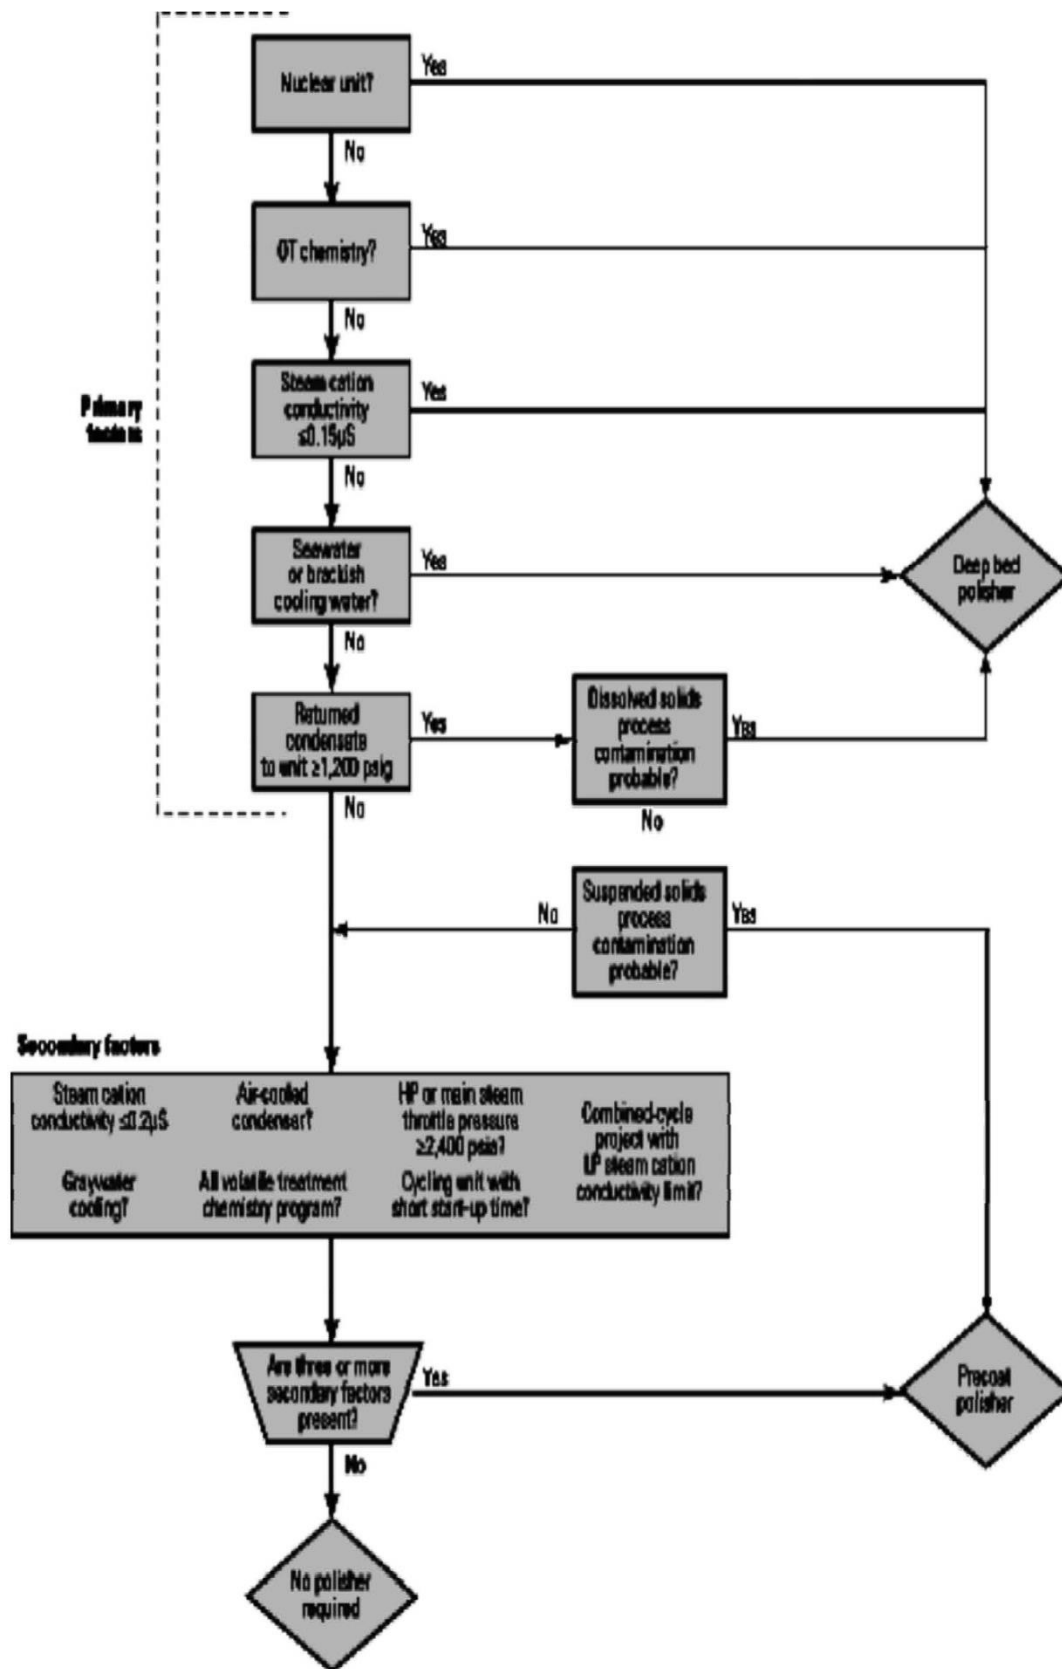 Nuclear unit?
Yes
No
OT chemistry?
Yes
No
Steam cation
conductivity
≤0.15µS
Yes
No
Primary
factors
Seawater
or brackish
cooling water?
Yes
No
Deep bed
polisher
Returned
condensate
to unit ≥1,200 psig
Yes
No
Dissolved solids
process
contamination
probable?
Yes
No
Suspended solids
process
contamination
probable?
No
Yes
Secondary factors
Steam cation
conductivity ≤0.2µS
Air-cooled
condenser?
HP or main steam
throttle pressure
≥2,400 psia?
Combined-cycle
project with
LP steam cation
conductivity limit?
Graywater
cooling?
All volatile treatment
chemistry program?
Cycling unit with
short start-up time?
Are three or more
secondary factors
present?
Yes
No
Precoat
polisher
No polisher
required